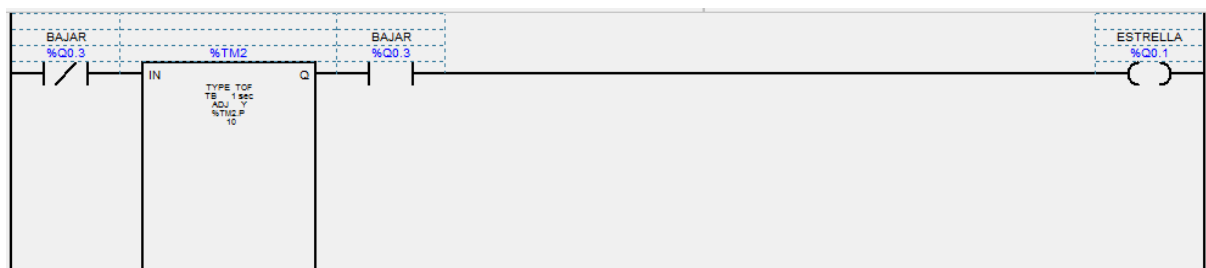 BAJAR BAJAR ESTRELLA
%Q0.3 %TM2 %Q0.3 %Q0.1
IN Q
TYPE TOF
TB 1 sec
ADJ Y
%TM2.P
10